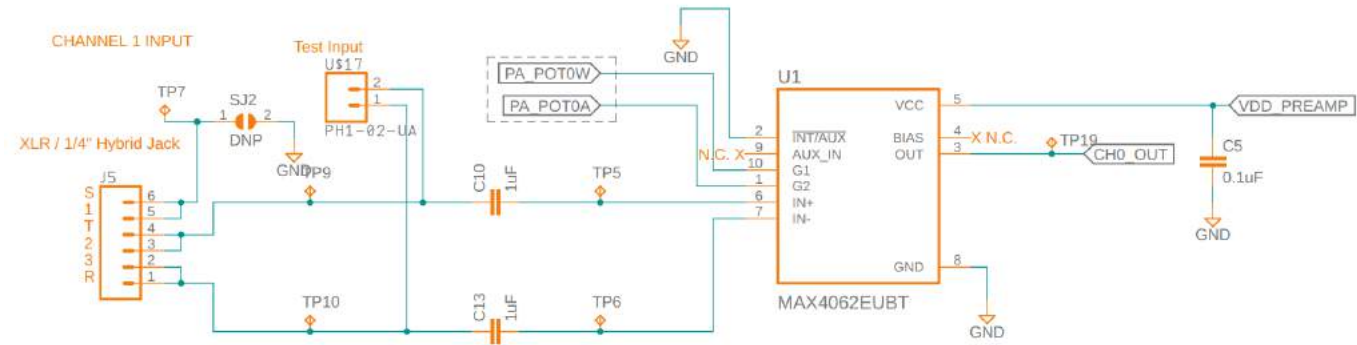 CHANNEL 1 INPUT
Test Input
U$17
2
1
PH1-02-UA
TP7
SJ2
1 2
DNP
GND
XLR / 1/4" Hybrid Jack
J5
S 6
1 5
T 4
2 3
3 2
R 1
TP9
TP10
C10
1uF
C13
1uF
TP5
TP6
GND
PA_POT0W
PA_POT0A
U1
2 INT/AUX
N.C. X 9 AUX_IN
10 G1
1 G2
6 IN+
7 IN-
VCC 5
BIAS 4 X N.C.
OUT 3
GND 8
MAX4062EUBT
VDD_PREAMP
TP19
CH0_OUT
C5
0.1uF
GND
GND